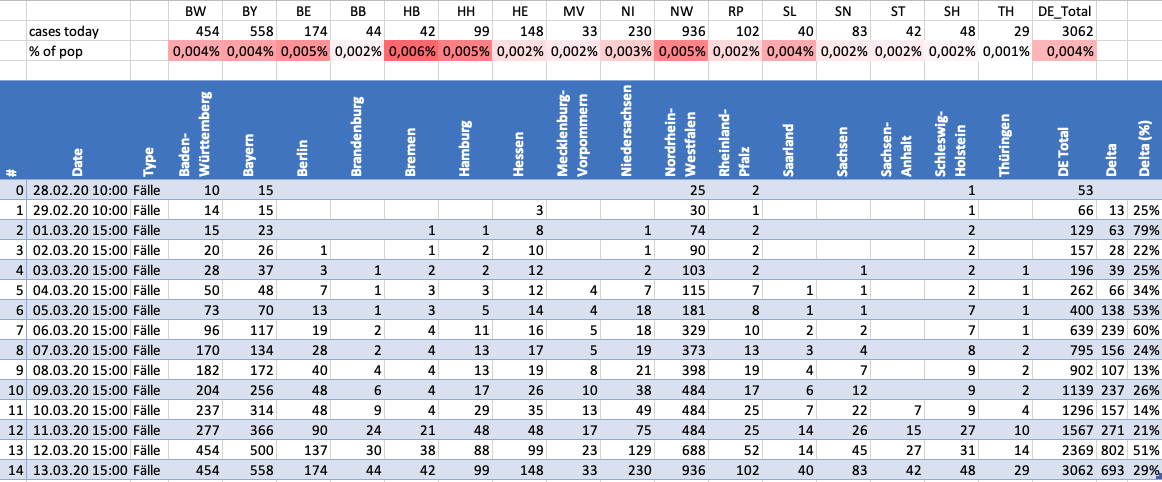 BW BY BE BB HB HH HE MV NI NW RP SL SN ST SH TH DE_Total
cases today 454 558 174 44 42 99 148 33 230 936 102 40 83 42 48 29 3062
% of pop 0,004% 0,004% 0,005% 0,002% 0,006% 0,005% 0,002% 0,002% 0,003% 0,005% 0,002% 0,004% 0,002% 0,002% 0,002% 0,001% 0,004%
# Date Type Baden-Württemberg Bayern Berlin Brandenburg Bremen Hamburg Hessen Mecklenburg-Vorpommern Niedersachsen Nordrhein-Westfalen Rheinland-Pfalz Saarland Sachsen Sachsen-Anhalt Schleswig-Holstein Thüringen DE Total Delta Delta (%)
0 28.02.20 10:00 Fälle 10 15 25 2 1 53
1 29.02.20 10:00 Fälle 14 15 3 30 1 1 66 13 25%
2 01.03.20 15:00 Fälle 15 23 1 1 8 1 74 2 2 129 63 79%
3 02.03.20 15:00 Fälle 20 26 1 1 2 10 1 90 2 2 157 28 22%
4 03.03.20 15:00 Fälle 28 37 3 1 2 2 12 2 103 2 1 2 1 196 39 25%
5 04.03.20 15:00 Fälle 50 48 7 1 3 3 12 4 7 115 7 1 1 2 1 262 66 34%
6 05.03.20 15:00 Fälle 73 70 13 1 3 5 14 4 18 181 8 1 1 7 1 400 138 53%
7 06.03.20 15:00 Fälle 96 117 19 2 4 11 16 5 18 329 10 2 2 7 1 639 239 60%
8 07.03.20 15:00 Fälle 170 134 28 2 4 13 17 5 19 373 13 3 4 8 2 795 156 24%
9 08.03.20 15:00 Fälle 182 172 40 4 4 13 19 8 21 398 19 4 7 9 2 902 107 13%
10 09.03.20 15:00 Fälle 204 256 48 6 4 17 26 10 38 484 17 6 12 9 2 1139 237 26%
11 10.03.20 15:00 Fälle 237 314 48 9 4 29 35 13 49 484 25 7 22 7 9 4 1296 157 14%
12 11.03.20 15:00 Fälle 277 366 90 24 21 48 48 17 75 484 25 14 26 15 27 10 1567 271 21%
13 12.03.20 15:00 Fälle 454 500 137 30 38 88 99 23 129 688 52 14 45 27 31 14 2369 802 51%
14 13.03.20 15:00 Fälle 454 558 174 44 42 99 148 33 230 936 102 40 83 42 48 29 3062 693 29%